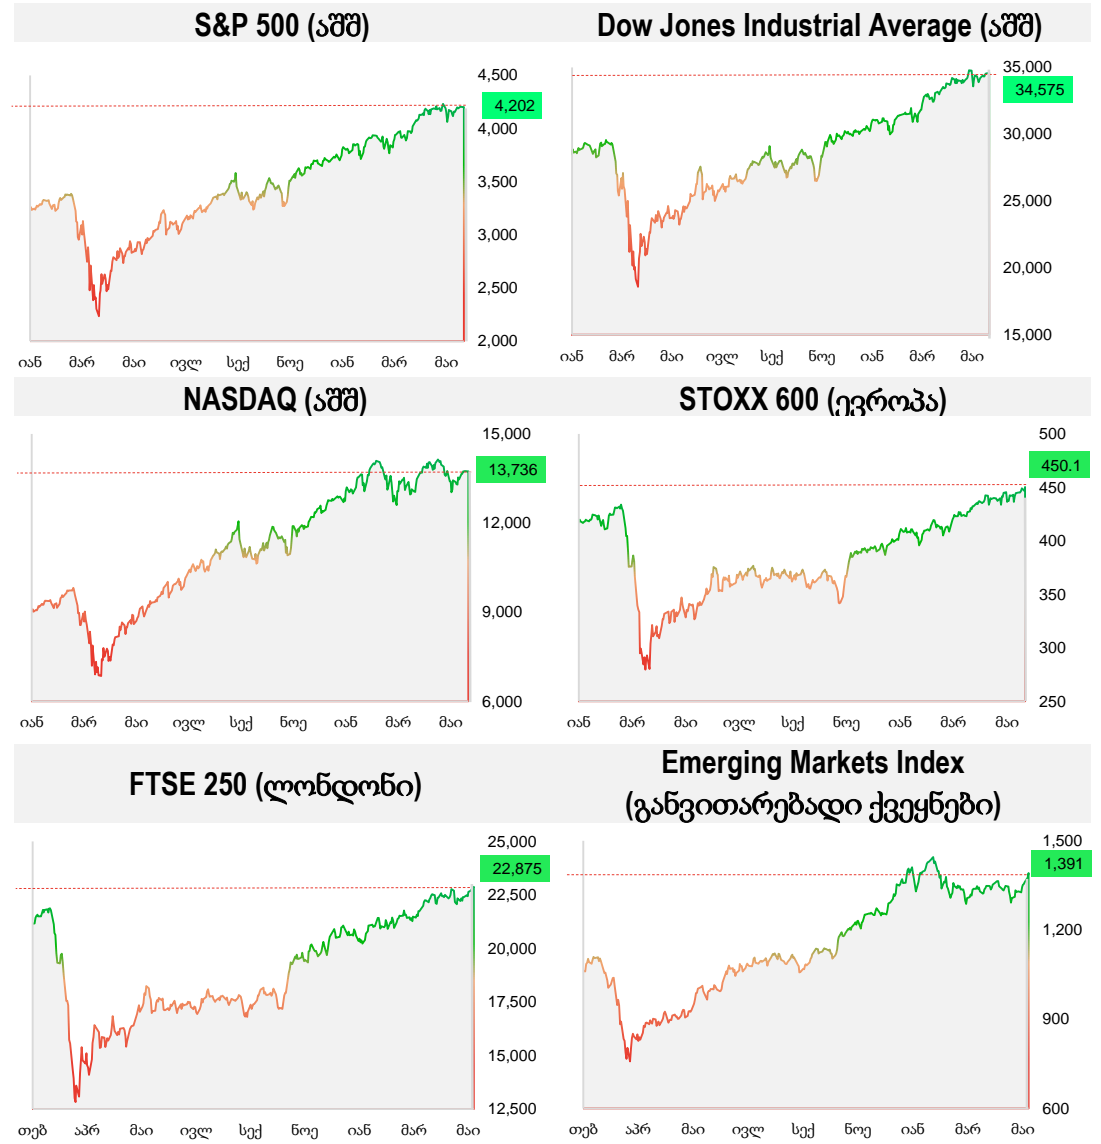 S&P 500 (აშშ)
4,500
4,202
4,000
3,500
3,000
2,500
2,000
იან მარ მაი ივლ სექ ნოე იან მარ მაი
Dow Jones Industrial Average (აშშ)
35,000
34,575
30,000
25,000
20,000
15,000
იან მარ მაი ივლ სექ ნოე იან მარ მაი
NASDAQ (აშშ)
15,000
13,736
12,000
9,000
6,000
იან მარ მაი ივლ სექ ნოე იან მარ მაი
STOXX 600 (ევროპა)
500
450.1
450
400
350
300
250
იან მარ მაი ივლ სექ ნოე იან მარ მაი
FTSE 250 (ლონდონი)
25,000
22,875
22,500
20,000
17,500
15,000
12,500
თებ აპრ მაი ივლ სექ ნოე იან მარ მაი
Emerging Markets Index
(განვითარებადი ქვეყნები)
1,500
1,391
1,200
900
600
თებ აპრ მაი ივლ სექ ნოე იან მარ მაი